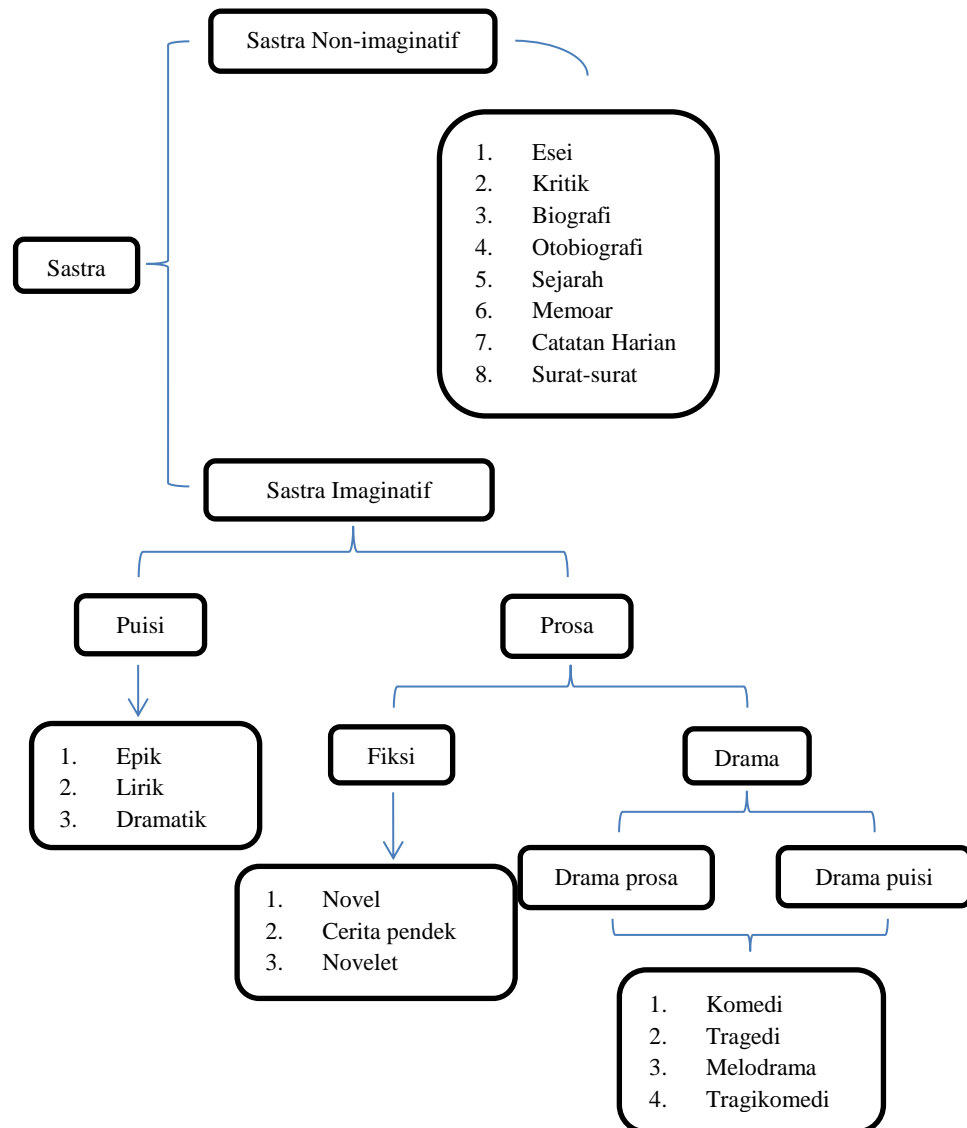 Sastra Non-imaginatif
1. Esei
2. Kritik
3. Biografi
4. Otobiografi
5. Sejarah
6. Memoar
7. Catatan Harian
8. Surat-surat
Sastra
Sastra Imaginatif
Puisi
Prosa
1. Epik
2. Lirik
3. Dramatik
Fiksi
Drama
1. Novel
2. Cerita pendek
3. Novelet
Drama prosa
Drama puisi
1. Komedi
2. Tragedi
3. Melodrama
4. Tragikomedi